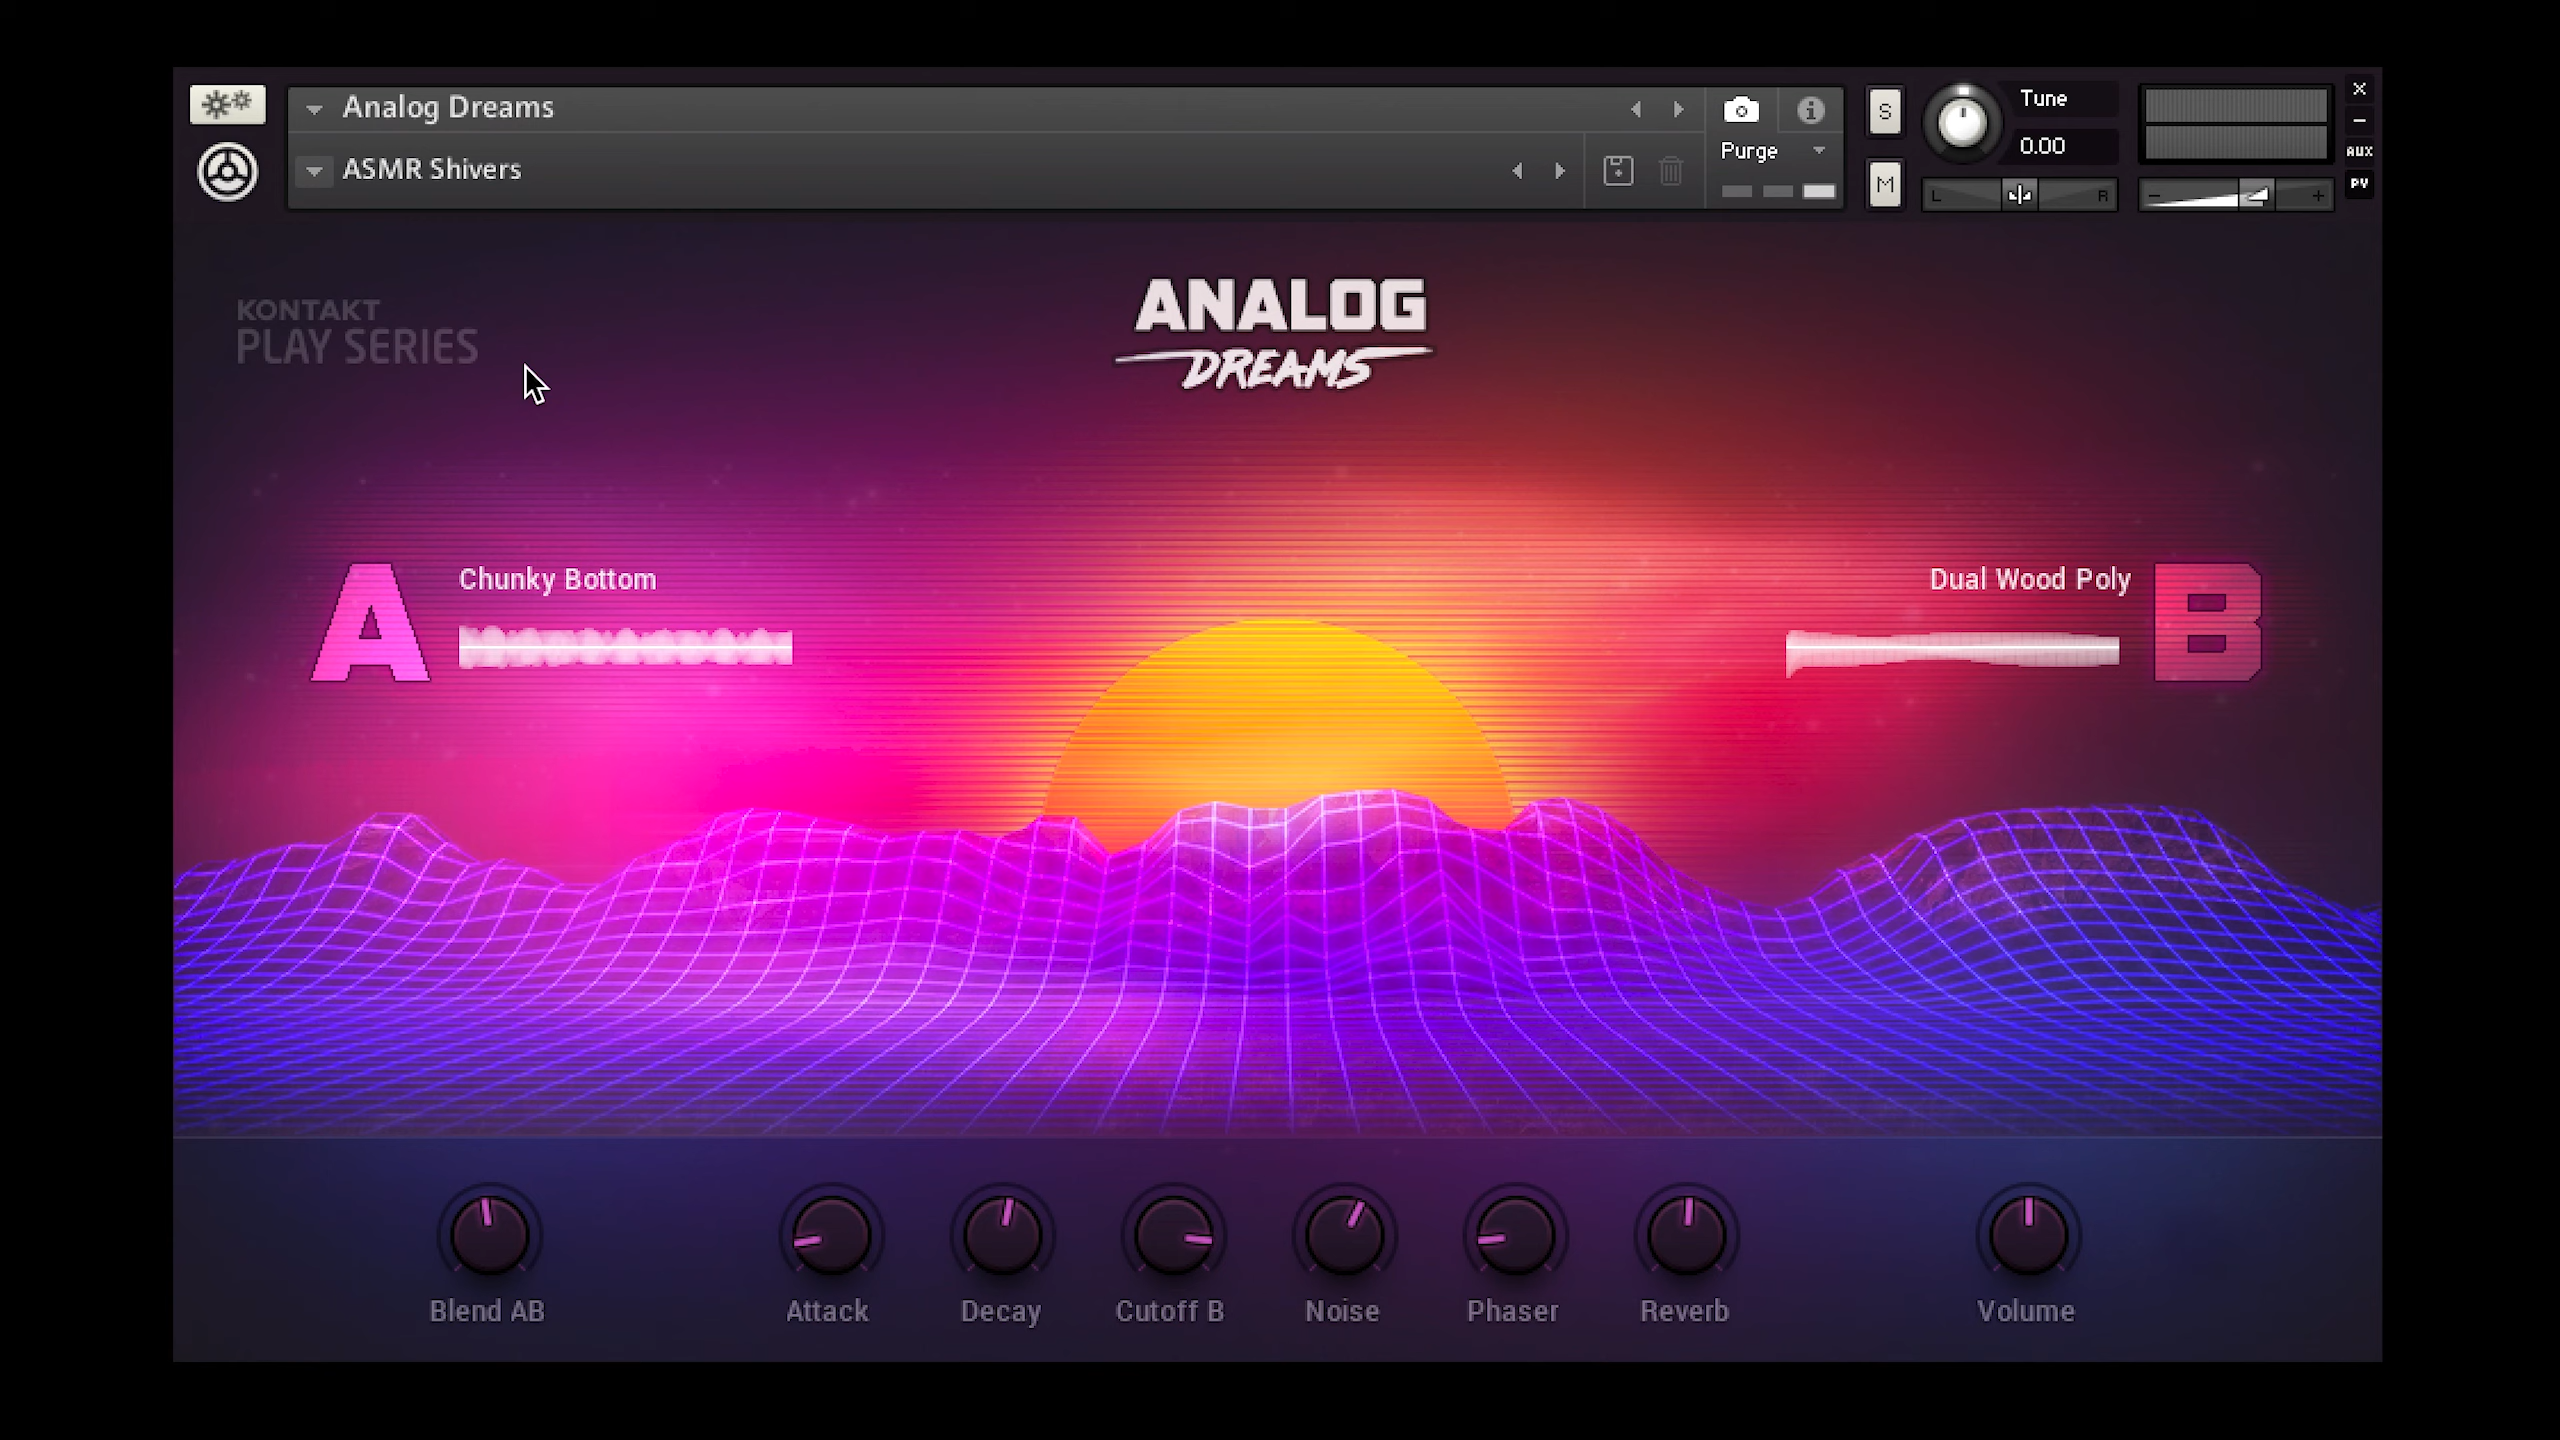 Analog Dreams
ASMR Shivers
Purge
S
M
Tune
0.00
L R
- +
x
-
AUX
PV
KONTAKT
PLAY SERIES
ANALOG
DREAMS
A
Chunky Bottom
Dual Wood Poly
B
Blend AB
Attack
Decay
Cutoff B
Noise
Phaser
Reverb
Volume